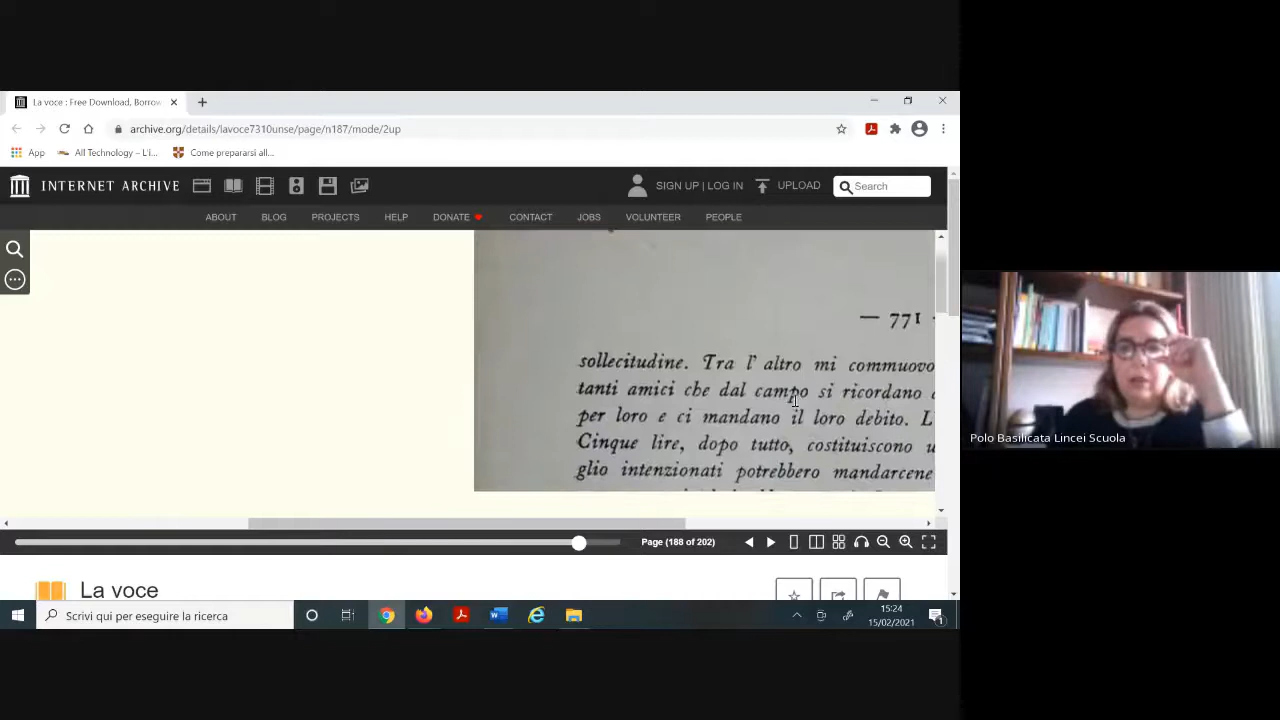 La voce : Free Download, Borrow
archive.org/details/lavoce7310unse/page/n187/mode/2up
App All Technology – L'i... Come prepararsi all...
INTERNET ARCHIVE SIGN UP | LOG IN UPLOAD Search
ABOUT BLOG PROJECTS HELP DONATE CONTACT JOBS VOLUNTEER PEOPLE
— 771
sollecitudine. Tra l' altro mi commuovo
tanti amici che dal campo si ricordano
per loro e ci mandano il loro debito. L
Cinque lire, dopo tutto, costituiscono u
glio intenzionati potrebbero mandarcene
Polo Basilicata Lincei Scuola
Page (188 of 202)
La voce
Scrivi qui per eseguire la ricerca
15:24
15/02/2021
1